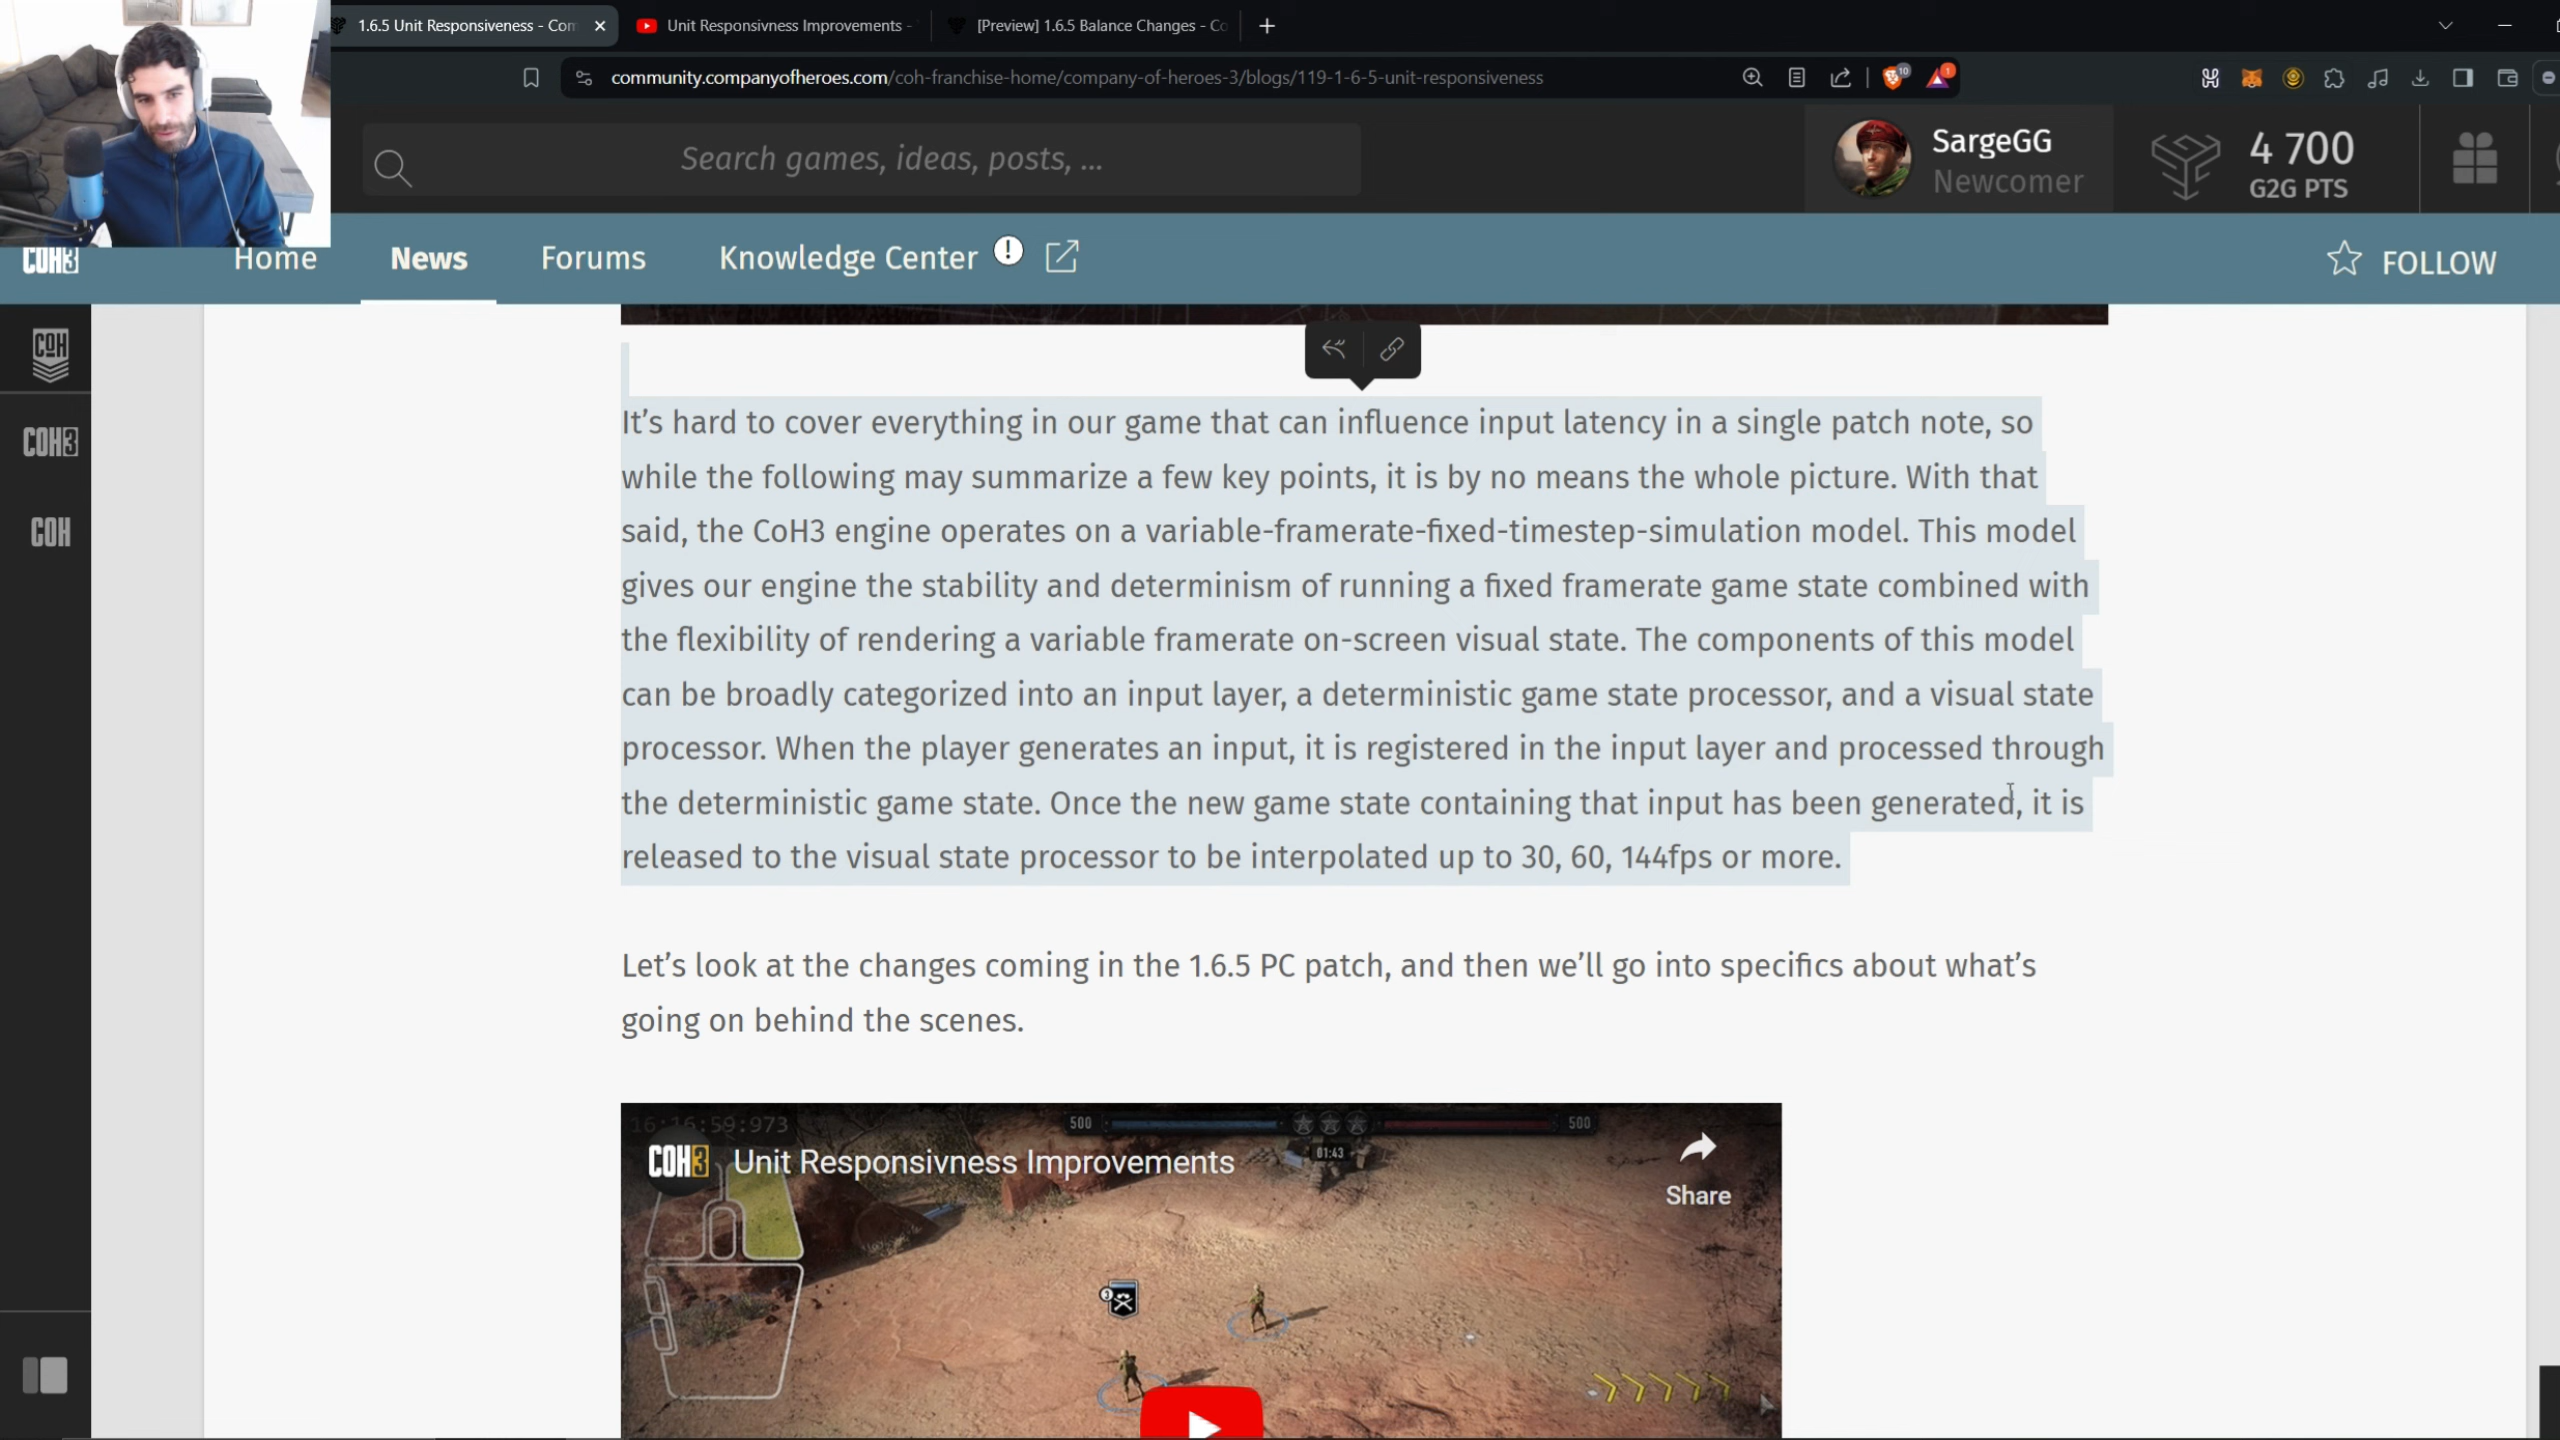 1.6.5 Unit Responsiveness - Com
Unit Responsivness Improvements -
[Preview] 1.6.5 Balance Changes - Co
community.companyofheroes.com/coh-franchise-home/company-of-heroes-3/blogs/119-1-6-5-unit-responsiveness
10
1
Search games, ideas, posts, ...
SargeGG
Newcomer
4 700
G2G PTS
COH3
Home
News
Forums
Knowledge Center
!
FOLLOW
COH
COH3
COH
It’s hard to cover everything in our game that can influence input latency in a single patch note, so
while the following may summarize a few key points, it is by no means the whole picture. With that
said, the CoH3 engine operates on a variable-framerate-fixed-timestep-simulation model. This model
gives our engine the stability and determinism of running a fixed framerate game state combined with
the flexibility of rendering a variable framerate on-screen visual state. The components of this model
can be broadly categorized into an input layer, a deterministic game state processor, and a visual state
processor. When the player generates an input, it is registered in the input layer and processed through
the deterministic game state. Once the new game state containing that input has been generated, it is
released to the visual state processor to be interpolated up to 30, 60, 144fps or more.
Let’s look at the changes coming in the 1.6.5 PC patch, and then we’ll go into specifics about what’s
going on behind the scenes.
16:16:59:973
500
500
01:43
COH3
Unit Responsivness Improvements
Share